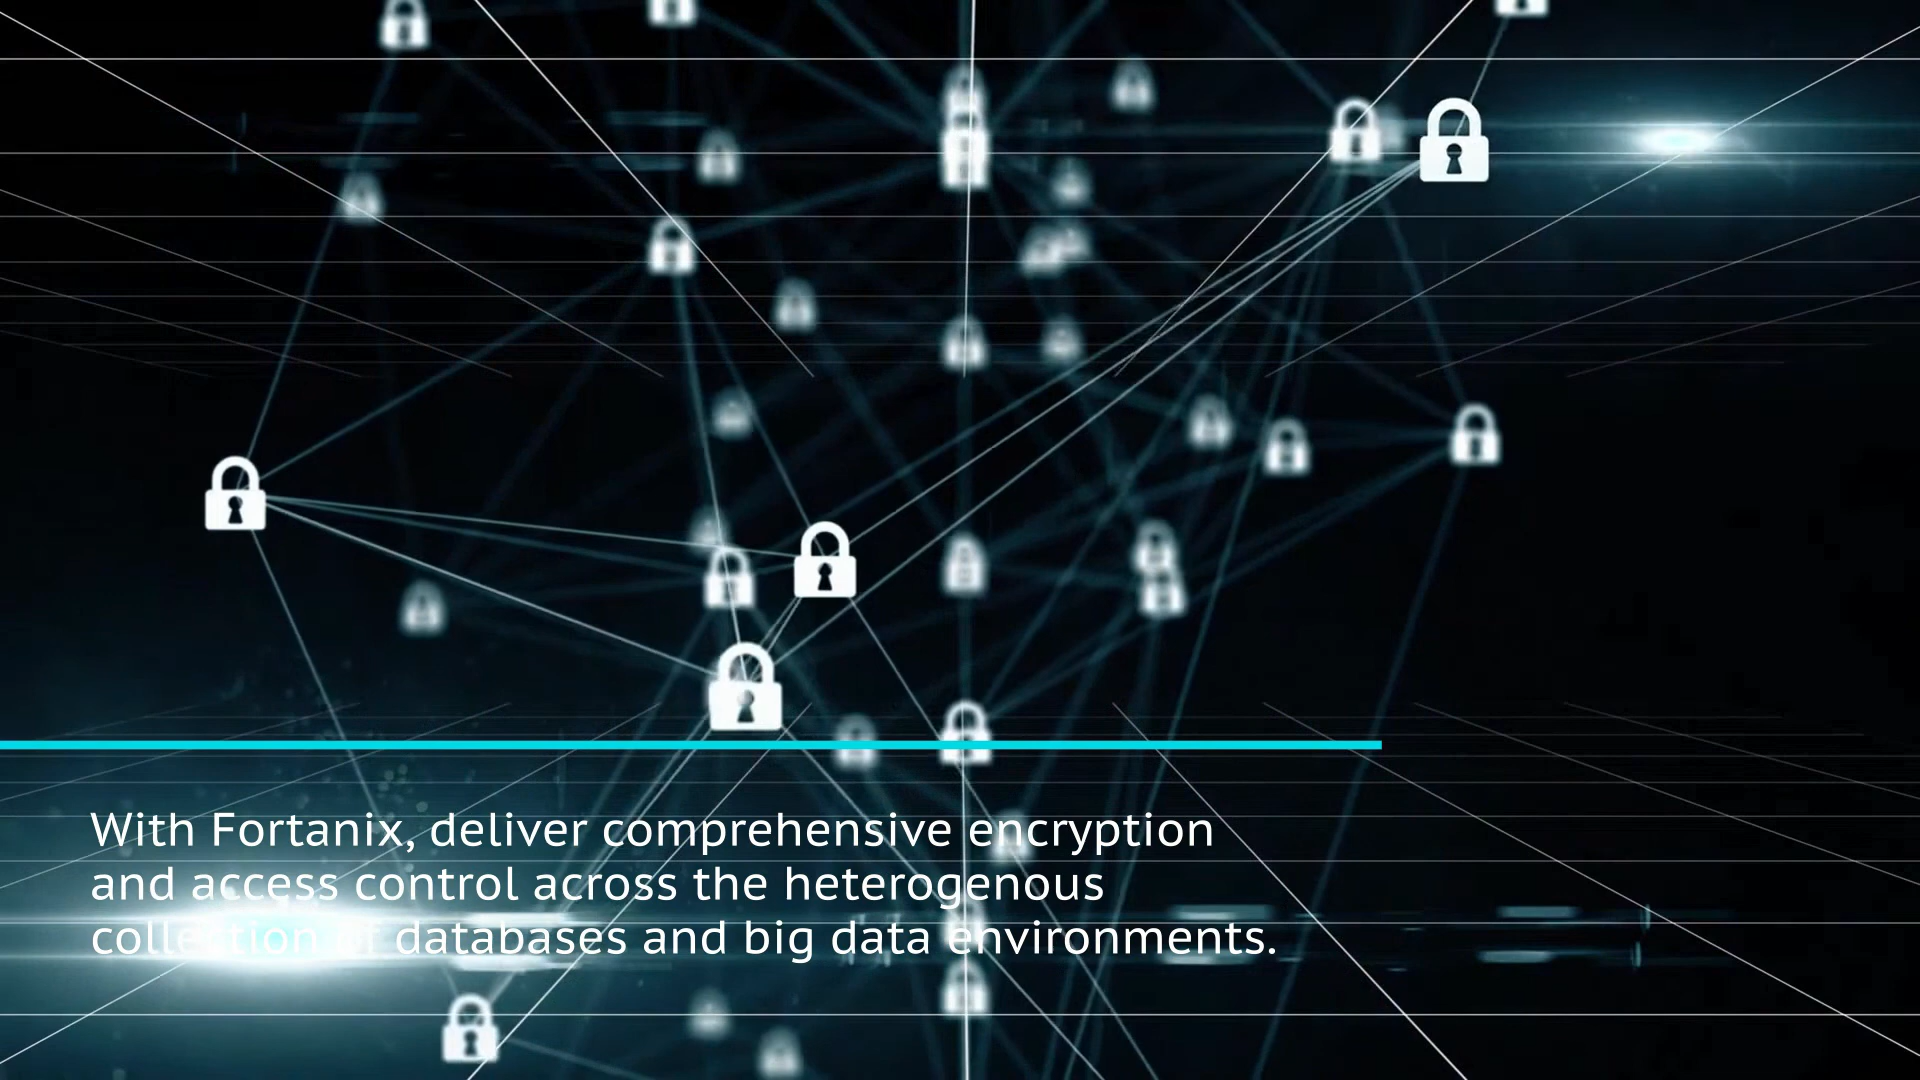 With Fortanix, deliver comprehensive encryption
and access control across the heterogenous
collection of databases and big data environments.